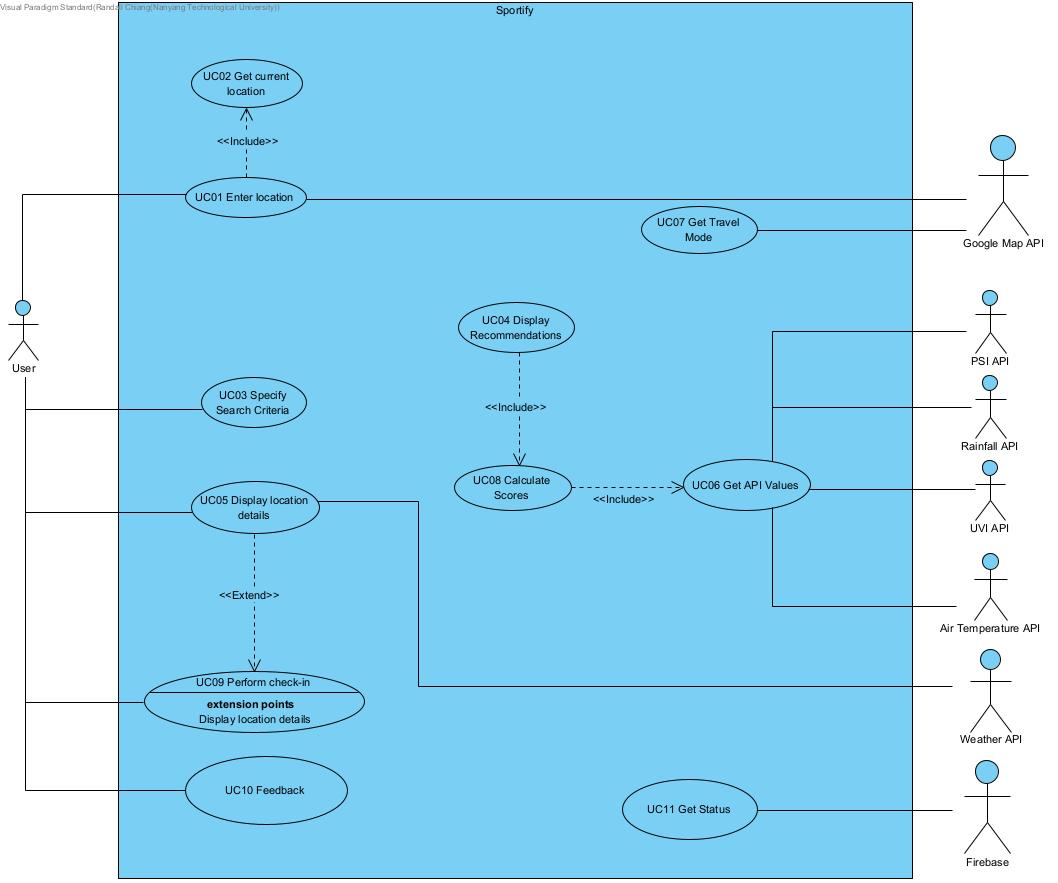 Visual Paradigm Standard(Randall Chiang(Nanyang Technological University))
Sportify
UC02 Get current
location
<<Include>>
UC01 Enter location
UC07 Get Travel
Mode
Google Map API
User
UC04 Display
Recommendations
PSI API
UC03 Specify
Search Criteria
<<Include>>
Rainfall API
UC05 Display location
details
UC08 Calculate
Scores
<<Include>>
UC06 Get API Values
UVI API
<<Extend>>
Air Temperature API
UC09 Perform check-in
extension points
Display location details
Weather API
UC10 Feedback
UC11 Get Status
Firebase